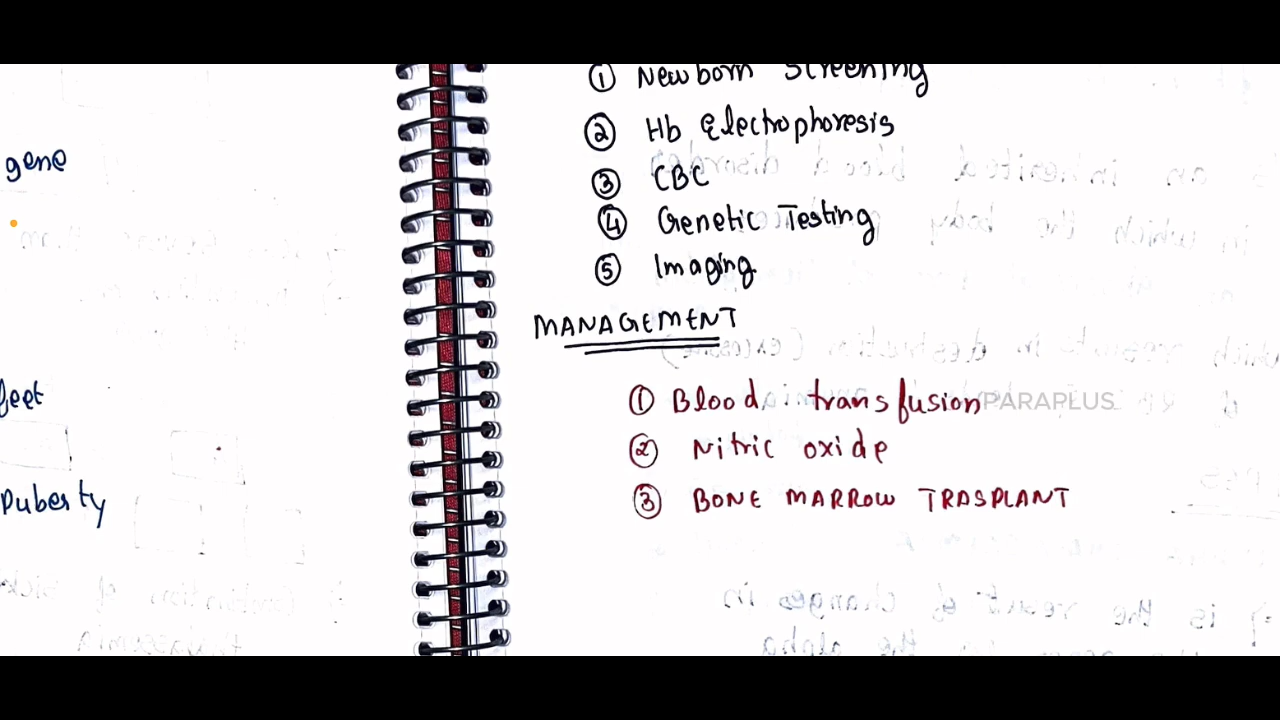 gene
feet
Puberty
① Newborn Screening
② Hb Electrophoresis
③ CBC
④ Genetic Testing
⑤ Imaging
MANAGEMENT
① Blood transfusion
PARAPLUS
② Nitric oxide
③ BONE MARROW TRASPLANT